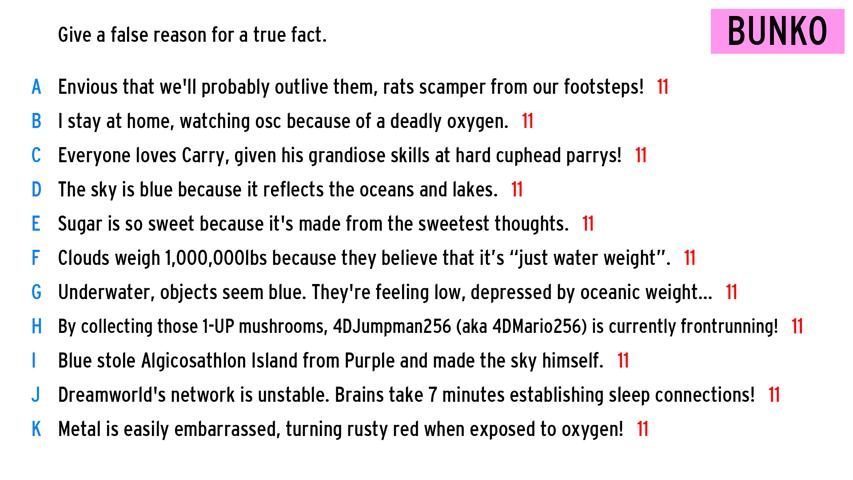 Give a false reason for a true fact.
BUNKO
A Envious that we'll probably outlive them, rats scamper from our footsteps! 11
B I stay at home, watching osc because of a deadly oxygen. 11
C Everyone loves Carry, given his grandiose skills at hard cuphead parrys! 11
D The sky is blue because it reflects the oceans and lakes. 11
E Sugar is so sweet because it's made from the sweetest thoughts. 11
F Clouds weigh 1,000,000lbs because they believe that it’s “just water weight”. 11
G Underwater, objects seem blue. They're feeling low, depressed by oceanic weight... 11
H By collecting those 1-UP mushrooms, 4DJumpman256 (aka 4DMario256) is currently frontrunning! 11
I Blue stole Algicosathlon Island from Purple and made the sky himself. 11
J Dreamworld's network is unstable. Brains take 7 minutes establishing sleep connections! 11
K Metal is easily embarrassed, turning rusty red when exposed to oxygen! 11